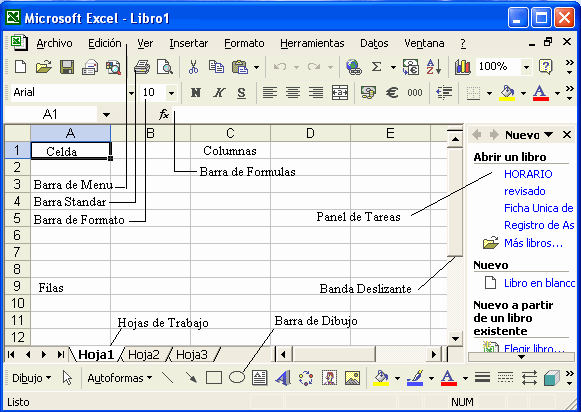 Microsoft Excel - Libro1
Archivo Edición Ver Insertar Formato Herramientas Datos Ventana ?
100%
Arial 10 N € 000
A1 fx
A B C D E
Nuevo
1 Celda Columnas
Abrir un libro
2 Barra de Formulas
HORARIO
3 Barra de Menu
revisado
4 Barra Standar
Ficha Unica de
5 Barra de Formato Panel de Tareas
Registro de As
6
Más libros...
7
8
Nuevo
9 Filas Banda Deslizante
Libro en blanco
10
Nuevo a partir
de un libro
existente
11 Hojas de Trabajo Barra de Dibujo
12
Elegir libro...
Hoja1 Hoja2 Hoja3
Dibujo Autoformas
Listo NUM